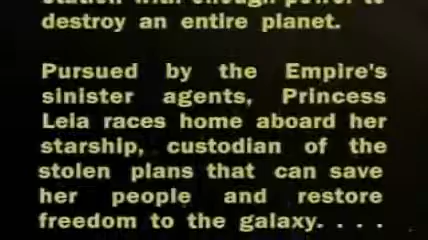 station with enough power to
destroy an entire planet.
Pursued by the Empire's
sinister agents, Princess
Leia races home aboard her
starship, custodian of the
stolen plans that can save
her people and restore
freedom to the galaxy. . . .